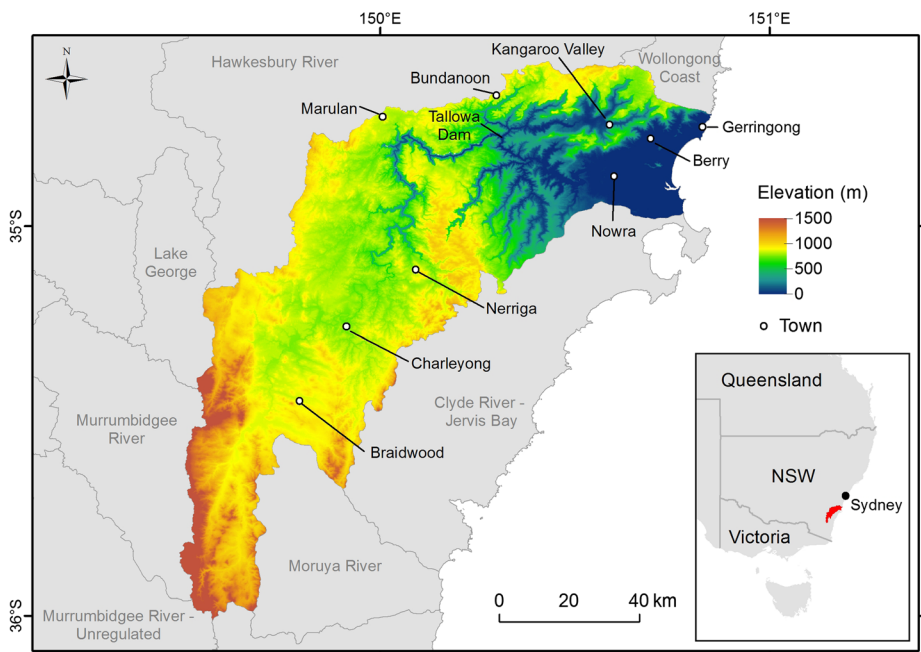 150°E
151°E
N
Hawkesbury River
Kangaroo Valley
Wollongong
Coast
Bundanoon
Marulan
Tallowa
Dam
Gerringong
Berry
Elevation (m)
1500
1000
500
0
35°S
Nowra
Lake
George
Nerriga
Town
Charleyong
Queensland
Murrumbidgee
River
Clyde River -
Jervis Bay
Braidwood
NSW
Sydney
Victoria
Moruya River
0 20 40 km
36°S
Murrumbidgee River -
Unregulated